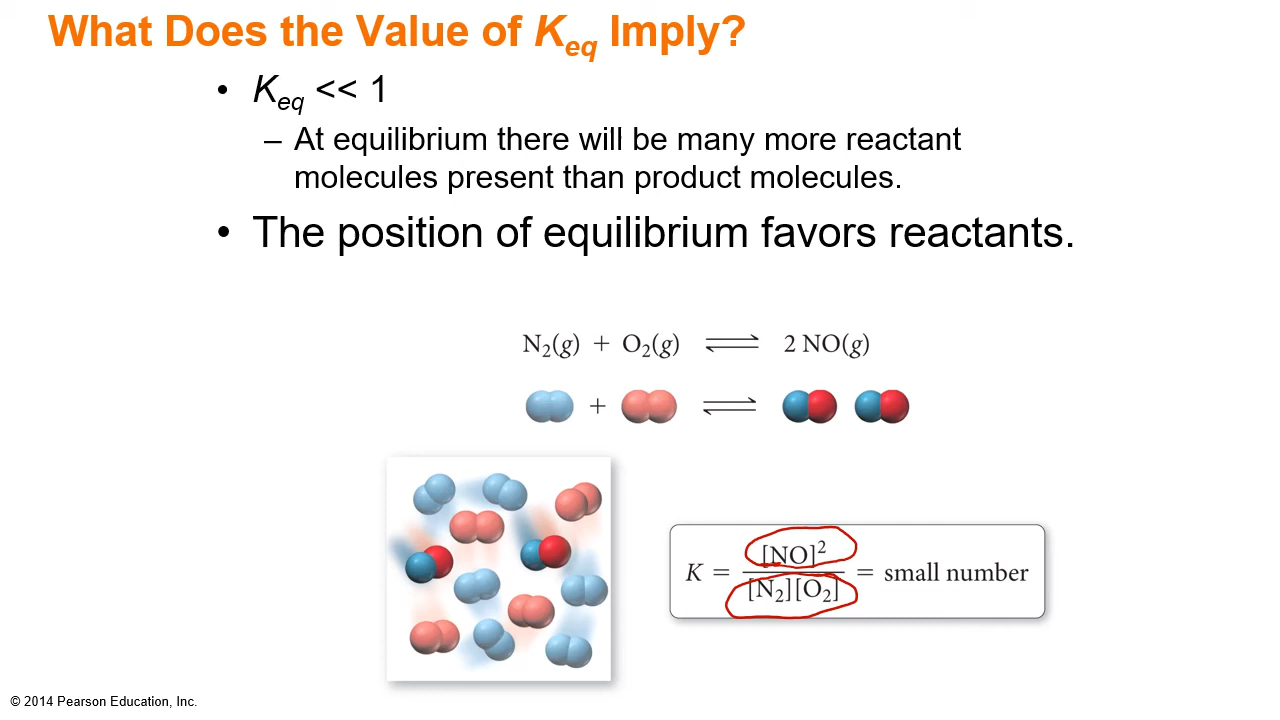 What Does the Value of Keq Imply?
• Keq << 1
– At equilibrium there will be many more reactant
molecules present than product molecules.
• The position of equilibrium favors reactants.
N₂(g) + O₂(g) ⇌ 2 NO(g)
+ ⇌
K = [NO]² / [N₂][O₂] = small number
© 2014 Pearson Education, Inc.